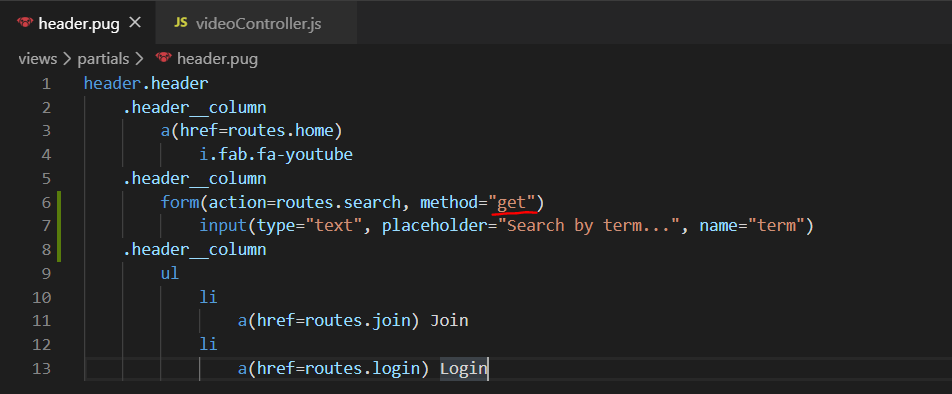 header.pug ✕ JS videoController.js
views > partials > header.pug
1 header.header
2 .header__column
3 a(href=routes.home)
4 i.fab.fa-youtube
5 .header__column
6 form(action=routes.search, method="get")
7 input(type="text", placeholder="Search by term...", name="term")
8 .header__column
9 ul
10 li
11 a(href=routes.join) Join
12 li
13 a(href=routes.login) Login